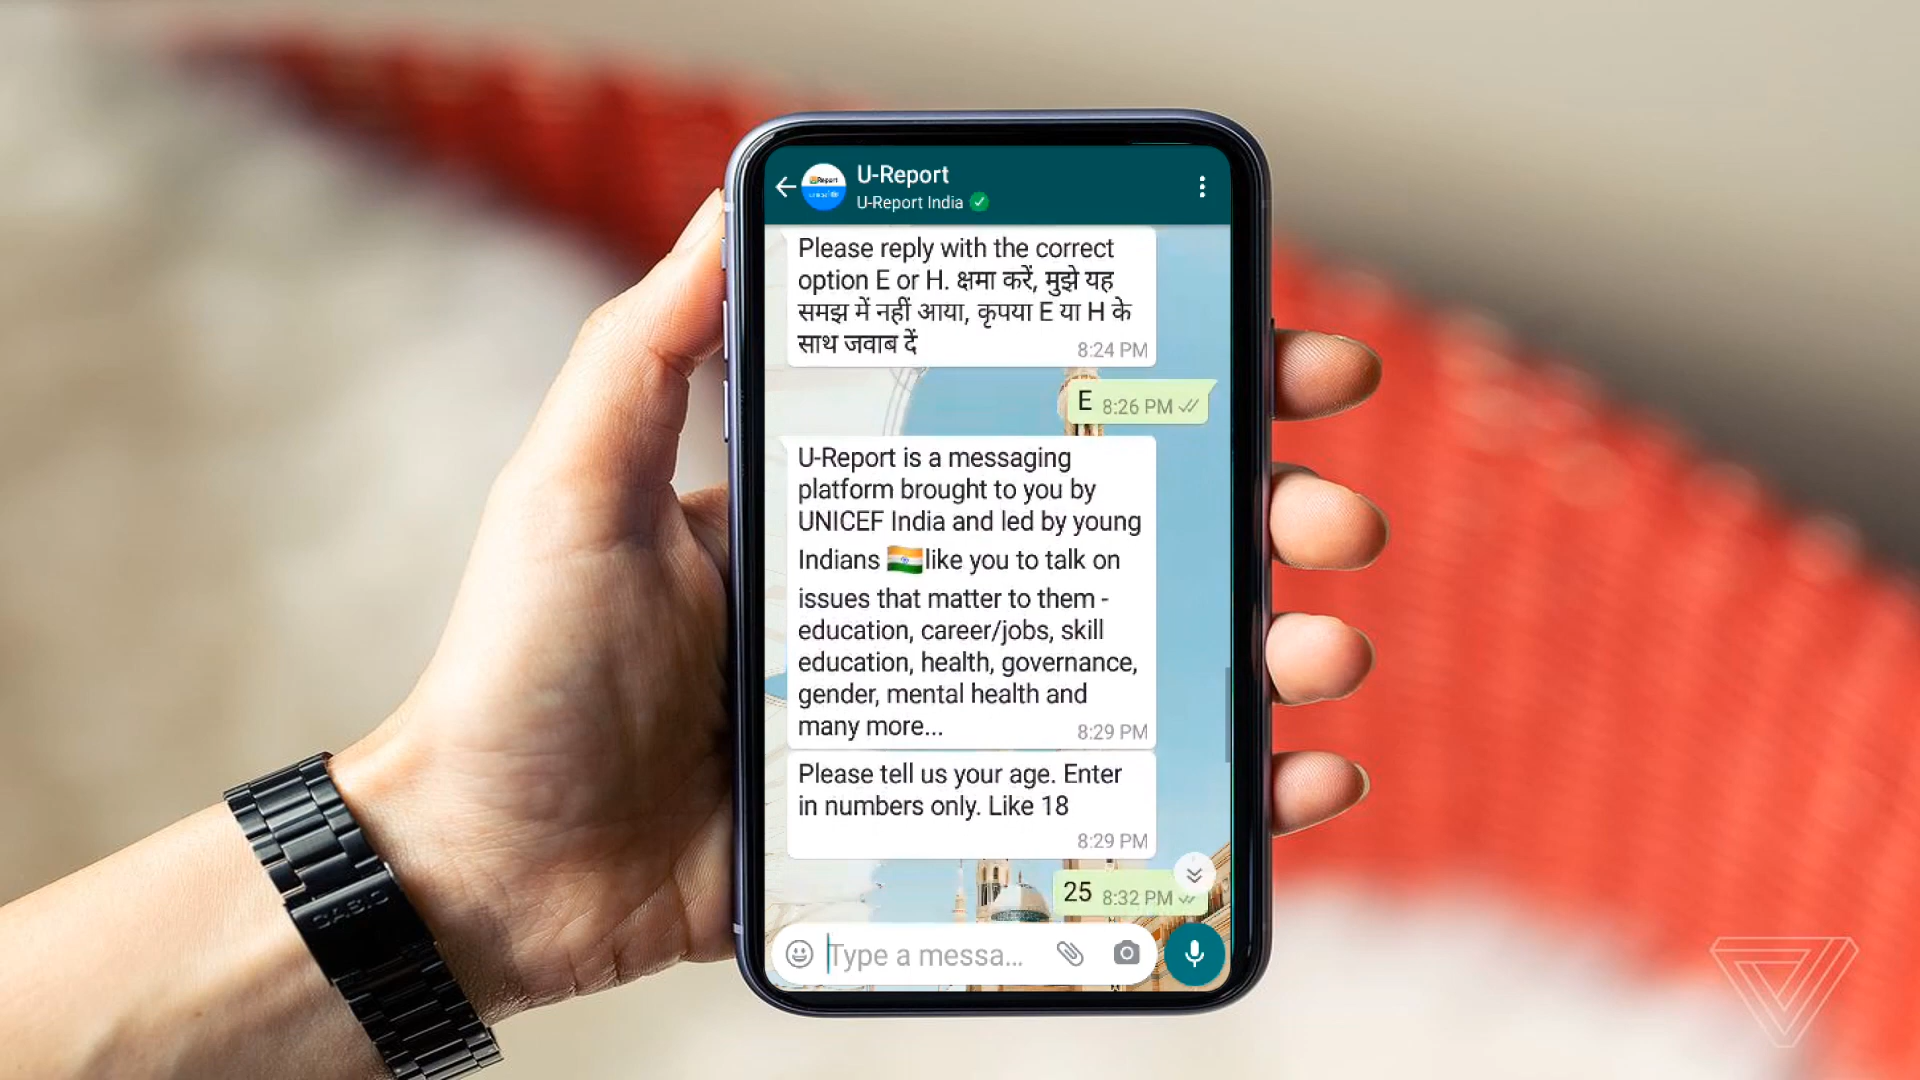 U-Report
U-Report India
Please reply with the correct
option E or H. क्षमा करें, मुझे यह
समझ में नहीं आया, कृपया E या H के
साथ जवाब दें
8:24 PM
E 8:26 PM
U-Report is a messaging
platform brought to you by
UNICEF India and led by young
Indians 🇮🇳like you to talk on
issues that matter to them -
education, career/jobs, skill
education, health, governance,
gender, mental health and
many more...
8:29 PM
Please tell us your age. Enter
in numbers only. Like 18
8:29 PM
25 8:32 PM
Type a messa...
CASIO